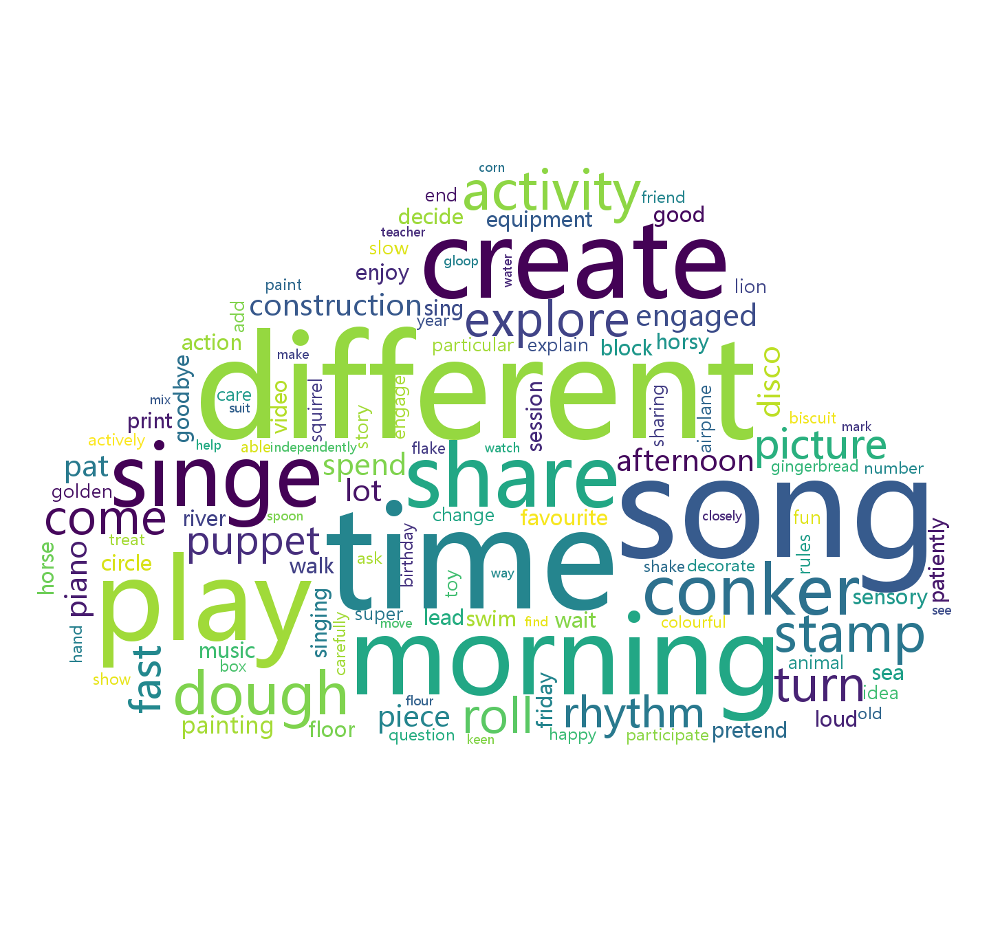 corn
activity
end
friend
decide
equipment
good
teacher
create
slow
gloop
water
enjoy
paint
lion
construction
sing
explore
engaged
add
year
action
particular
explain
block
horsy
make
different
disco
goodbye
care
suit
video
squirrel
story
engage
session
sharing
airplane
mix
print
biscuit
mark
actively
help
able
independently
flake
watch
picture
pat
singe
spend
share
afternoon
gingerbread
number
golden
lot
song
come
river
spoon
time
change
favourite
closely
fun
patiently
treat
puppet
birthday
horse
piano
circle
walk
ask
toy
way
shake
decorate
rules
play
conker
sensory
see
singing
carefully
super
move
lead
swim
find
wait
colourful
hand
fast
music
box
morning
stamp
animal
sea
show
dough
turn
idea
friday
flour
piece
roll
rhythm
loud
old
painting
floor
question
keen
happy
participate
pretend